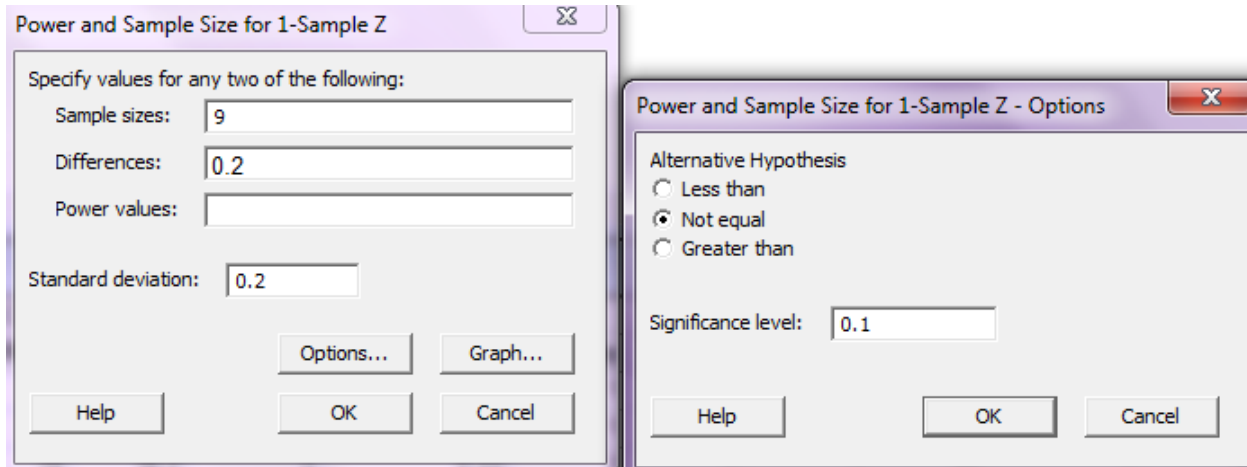 Power and Sample Size for 1-Sample Z
Specify values for any two of the following:
Sample sizes: 9
Differences: 0.2
Power values:
Standard deviation: 0.2
Options... Graph...
Help OK Cancel
Power and Sample Size for 1-Sample Z - Options
Alternative Hypothesis
Less than
Not equal
Greater than
Significance level: 0.1
Help OK Cancel